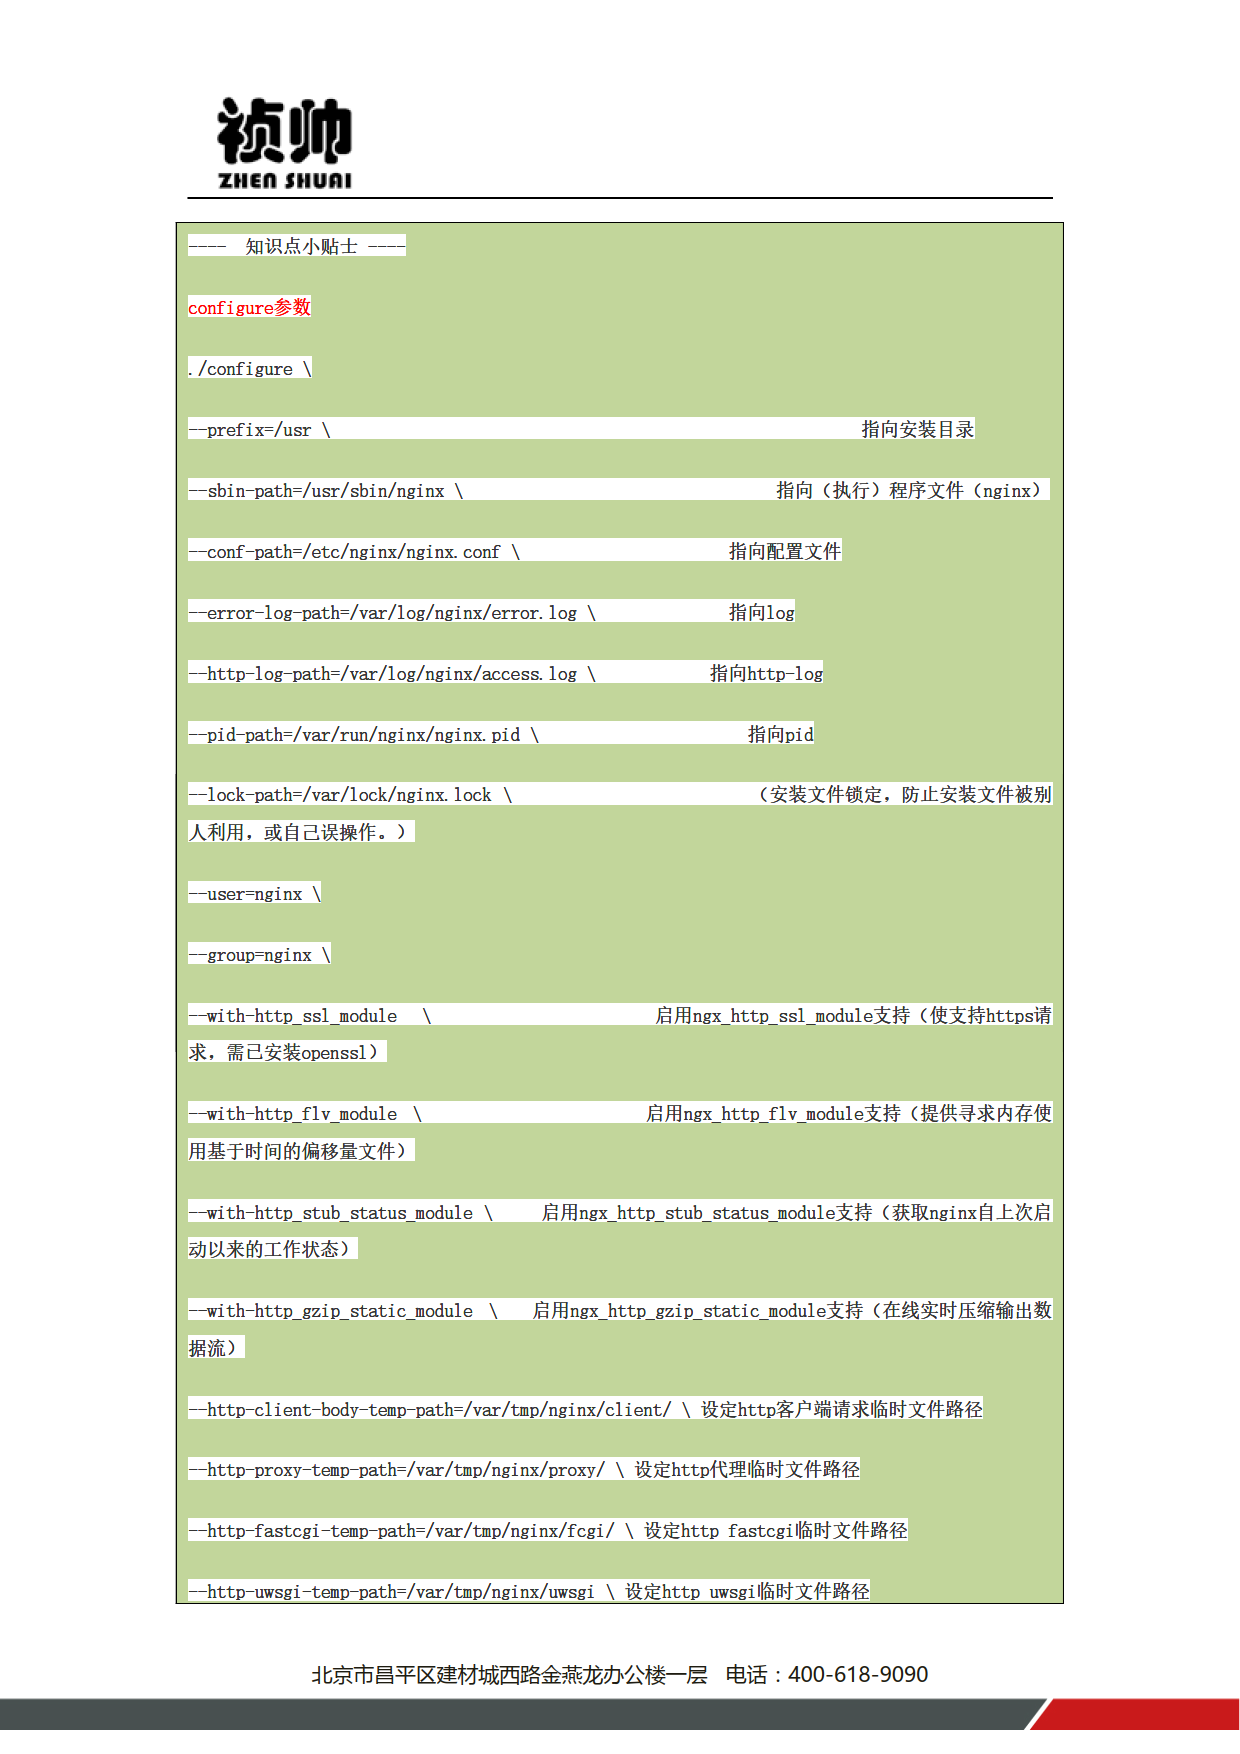 祯帅
ZHEN SHUAI
---- 知识点小贴士 ----
configure参数
./configure \
--prefix=/usr \ 指向安装目录
--sbin-path=/usr/sbin/nginx \ 指向（执行）程序文件（nginx）
--conf-path=/etc/nginx/nginx.conf \ 指向配置文件
--error-log-path=/var/log/nginx/error.log \ 指向log
--http-log-path=/var/log/nginx/access.log \ 指向http-log
--pid-path=/var/run/nginx/nginx.pid \ 指向pid
--lock-path=/var/lock/nginx.lock \ （安装文件锁定，防止安装文件被别
人利用，或自己误操作。）
--user=nginx \
--group=nginx \
--with-http_ssl_module \ 启用ngx_http_ssl_module支持（使支持https请
求，需已安装openssl）
--with-http_flv_module \ 启用ngx_http_flv_module支持（提供寻求内存使
用基于时间的偏移量文件）
--with-http_stub_status_module \ 启用ngx_http_stub_status_module支持（获取nginx自上次启
动以来的工作状态）
--with-http_gzip_static_module \ 启用ngx_http_gzip_static_module支持（在线实时压缩输出数
据流）
--http-client-body-temp-path=/var/tmp/nginx/client/ \ 设定http客户端请求临时文件路径
--http-proxy-temp-path=/var/tmp/nginx/proxy/ \ 设定http代理临时文件路径
--http-fastcgi-temp-path=/var/tmp/nginx/fcgi/ \ 设定http fastcgi临时文件路径
--http-uwsgi-temp-path=/var/tmp/nginx/uwsgi \ 设定http uwsgi临时文件路径
北京市昌平区建材城西路金燕龙办公楼一层 电话：400-618-9090